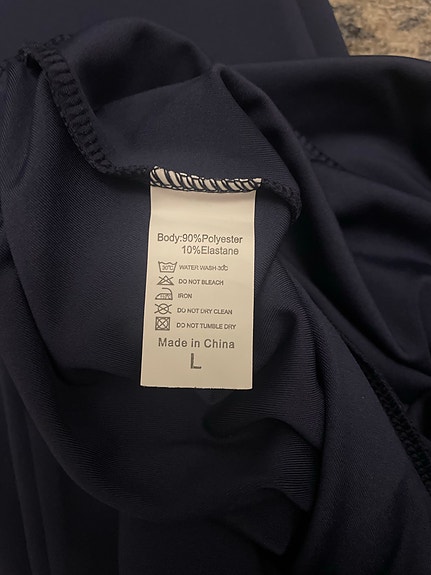 Body:90%Polyester
10%Elastane
30°C WATER WASH-30℃
DO NOT BLEACH
IRON
DO NOT DRY CLEAN
DO NOT TUMBLE DRY
Made in China
L